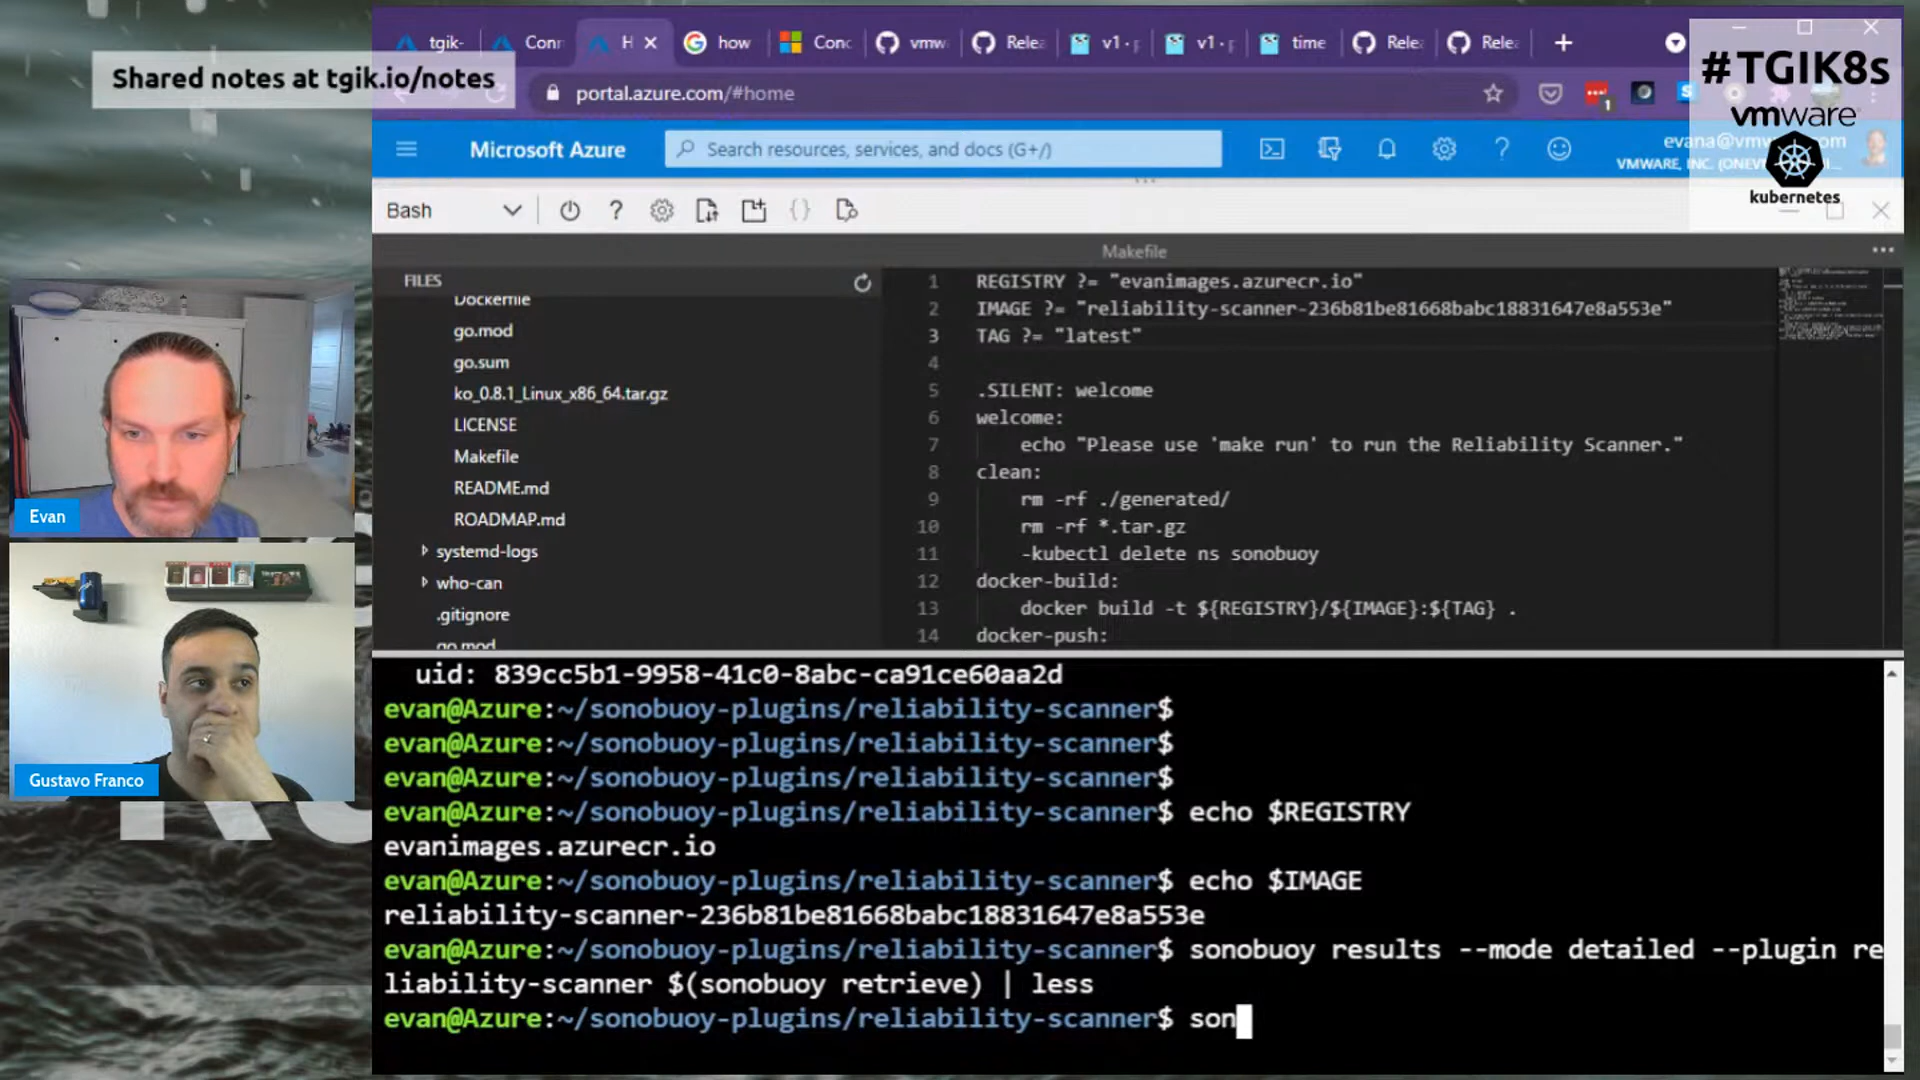 tgik-
Conn
H
how
Conc
vmw
Rele
v1 · p
v1 · p
time
Rele
Rele
Shared notes at tgik.io/notes
portal.azure.com/#home
1
#TGIK8s
vmware
kubernetes
Microsoft Azure
Search resources, services, and docs (G+/)
evana@vmw
VMWARE, INC.
Bash
Makefile
FILES
Dockerfile
go.mod
go.sum
ko_0.8.1_Linux_x86_64.tar.gz
LICENSE
Makefile
README.md
ROADMAP.md
systemd-logs
who-can
.gitignore
go.mod
1 REGISTRY ?= "evanimages.azurecr.io"
2 IMAGE ?= "reliability-scanner-236b81be81668babc18831647e8a553e"
3 TAG ?= "latest"
4
5 .SILENT: welcome
6 welcome:
7 echo "Please use 'make run' to run the Reliability Scanner."
8 clean:
9 rm -rf ./generated/
10 rm -rf *.tar.gz
11 -kubectl delete ns sonobuoy
12 docker-build:
13 docker build -t ${REGISTRY}/${IMAGE}:${TAG} .
14 docker-push:
Evan
Gustavo Franco
uid: 839cc5b1-9958-41c0-8abc-ca91ce60aa2d
evan@Azure:~/sonobuoy-plugins/reliability-scanner$
evan@Azure:~/sonobuoy-plugins/reliability-scanner$
evan@Azure:~/sonobuoy-plugins/reliability-scanner$
evan@Azure:~/sonobuoy-plugins/reliability-scanner$ echo $REGISTRY
evanimages.azurecr.io
evan@Azure:~/sonobuoy-plugins/reliability-scanner$ echo $IMAGE
reliability-scanner-236b81be81668babc18831647e8a553e
evan@Azure:~/sonobuoy-plugins/reliability-scanner$ sonobuoy results --mode detailed --plugin re
liability-scanner $(sonobuoy retrieve) | less
evan@Azure:~/sonobuoy-plugins/reliability-scanner$ son